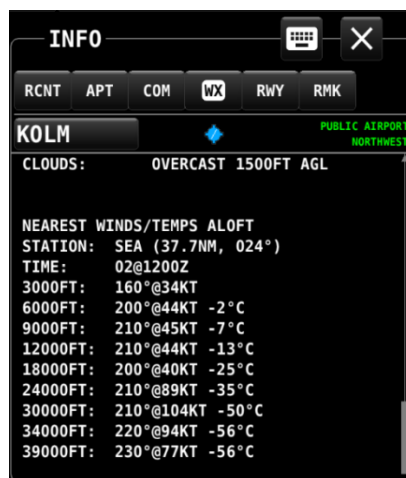 INFO
RCNT APT COM WX RWY RMK
KOLM
PUBLIC AIRPORT
NORTHWEST
CLOUDS: OVERCAST 1500FT AGL
NEAREST WINDS/TEMPS ALOFT
STATION: SEA (37.7NM, 024°)
TIME: 02@1200Z
3000FT: 160°@34KT
6000FT: 200°@44KT -2°C
9000FT: 210°@45KT -7°C
12000FT: 210°@44KT -13°C
18000FT: 200°@40KT -25°C
24000FT: 210°@89KT -35°C
30000FT: 210°@104KT -50°C
34000FT: 220°@94KT -56°C
39000FT: 230°@77KT -56°C